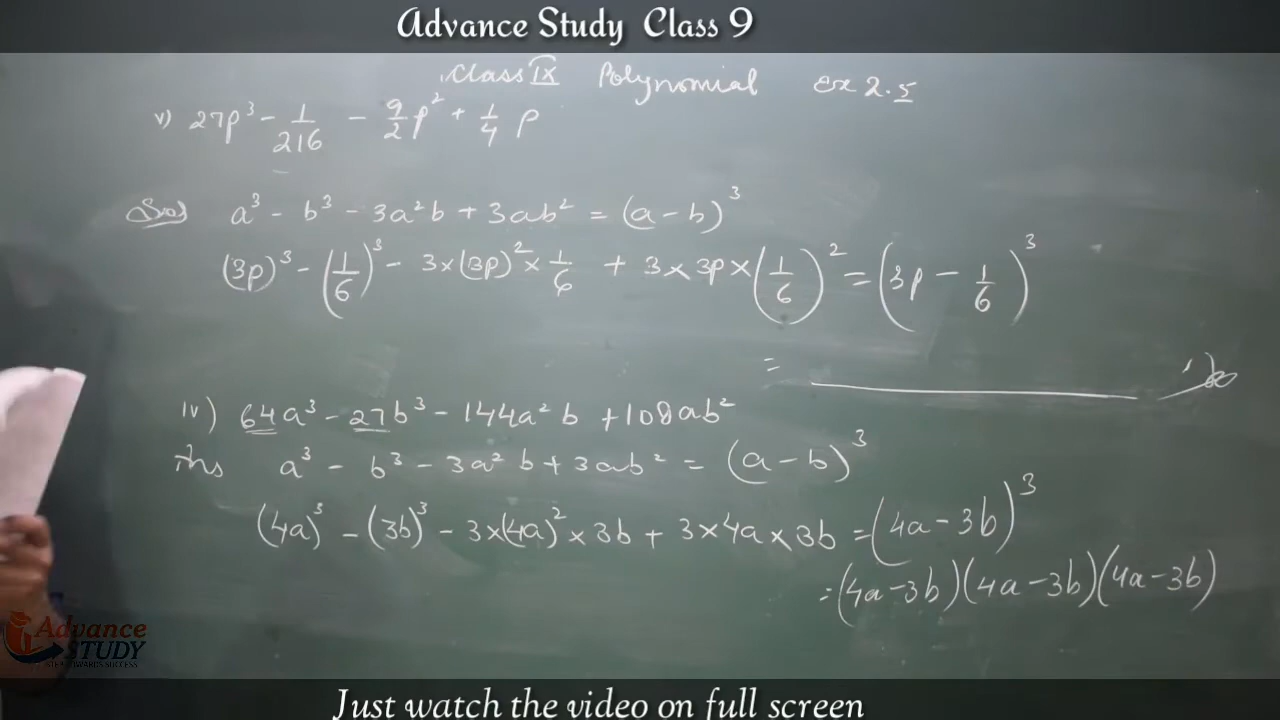 Advance Study Class 9
Class IX Polynomial Ex 2.5
v) 27p³ - 1/216 - 9/2 p² + 1/4 p
a³ - b³ - 3a²b + 3ab² = (a - b)³
(3p)³ - (1/6)³ - 3 × (3p)² × 1/6 + 3 × 3p × (1/6)² = (3p - 1/6)³
=
iv) 64a³ - 27b³ - 144a²b + 108ab²
Ans a³ - b³ - 3a²b + 3ab² = (a - b)³
(4a)³ - (3b)³ - 3×(4a)² × 3b + 3 × 4a × 3b = (4a - 3b)³
= (4a - 3b)(4a - 3b)(4a - 3b)
Advance
STUDY
STEP TOWARDS SUCCESS
Just watch the video on full screen